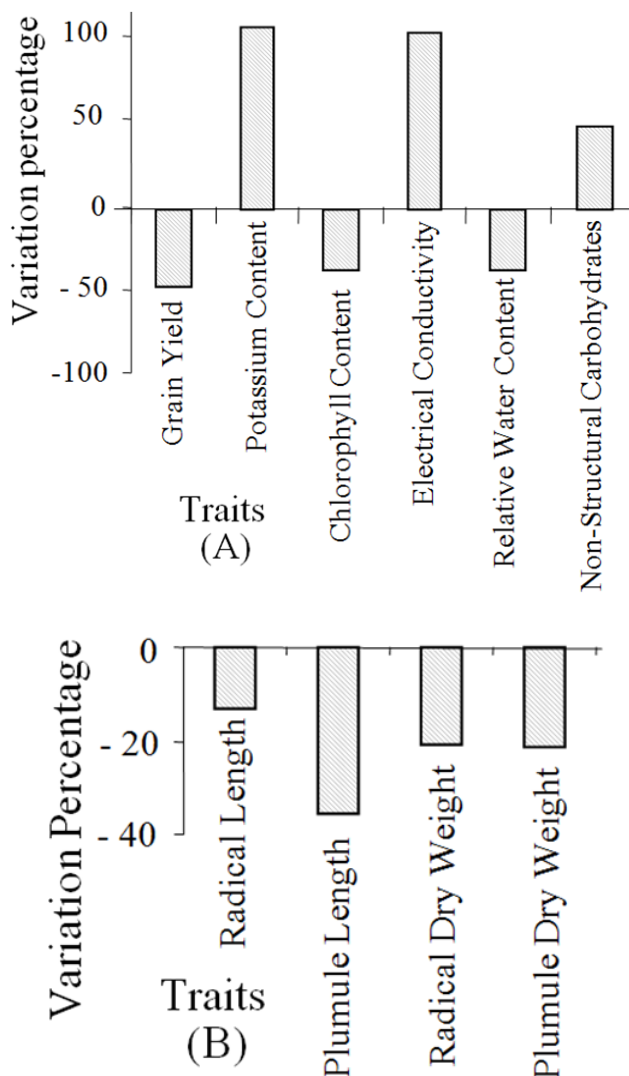 Variation percentage
100
50
0
- 50
-100
Grain Yield
Potassium Content
Chlorophyll Content
Electrical Conductivity
Relative Water Content
Non-Structural Carbohydrates
Traits
(A)
Variation Percentage
0
- 20
- 40
Radical Length
Plumule Length
Radical Dry Weight
Plumule Dry Weight
Traits
(B)